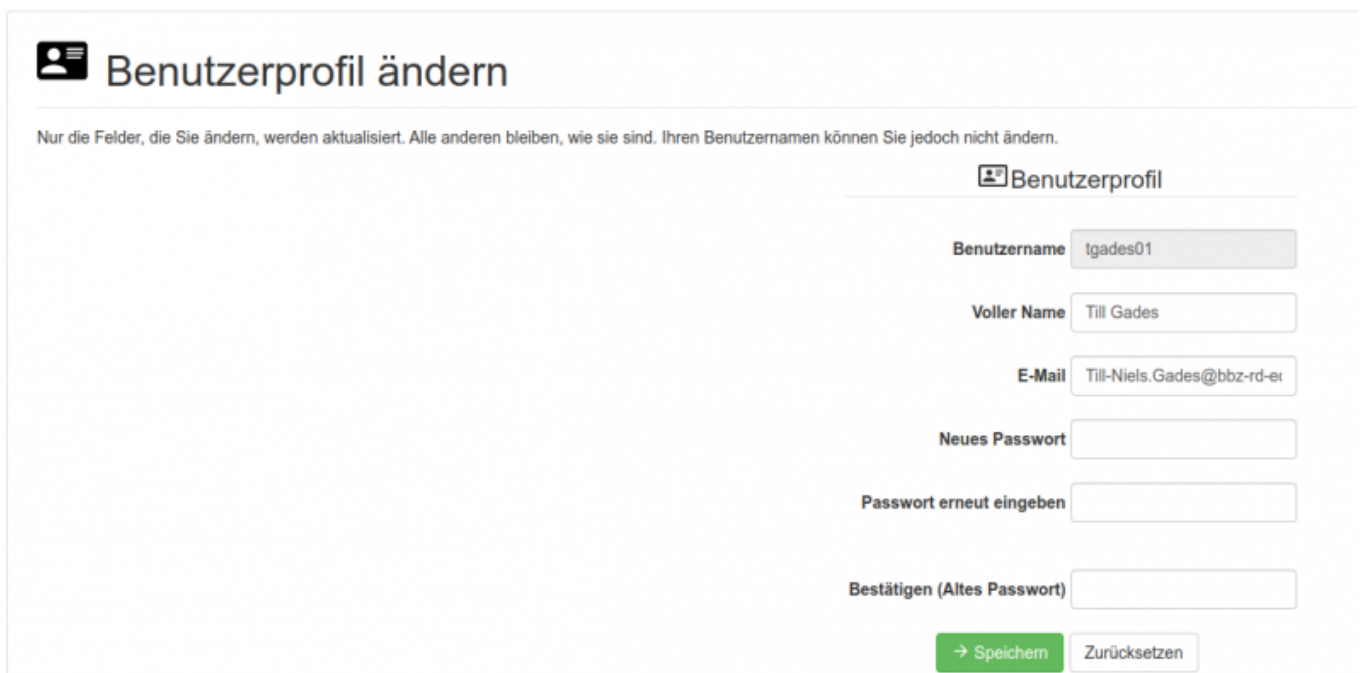 Benutzerprofil ändern
Nur die Felder, die Sie ändern, werden aktualisiert. Alle anderen bleiben, wie sie sind. Ihren Benutzernamen können Sie jedoch nicht ändern.
Benutzerprofil
Benutzername tgades01
Voller Name Till Gades
E-Mail Till-Niels.Gades@bbz-rd-ec
Neues Passwort
Passwort erneut eingeben
Bestätigen (Altes Passwort)
→ Speichern Zurücksetzen